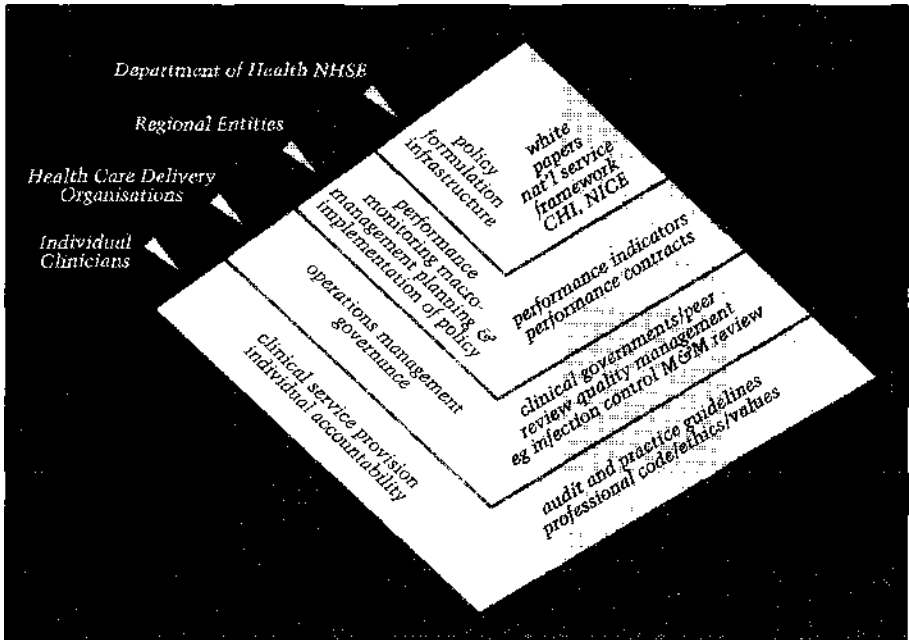 Department of Health NHSE
Regional Entities
Health Care Delivery
Organisations
Individual
Clinicians
policy
formulation
infrastructure
white
papers
nat'l service
framework
CHI, NICE
performance
monitoring macro-
management planning &
implementation of policy
performance indicators
performance contracts
operations management
governance
clinical governments/peer
review quality management
eg infection control M&M review
clinical service provision
individual accountability
audit and practice guidelines
professional code/ethics/values